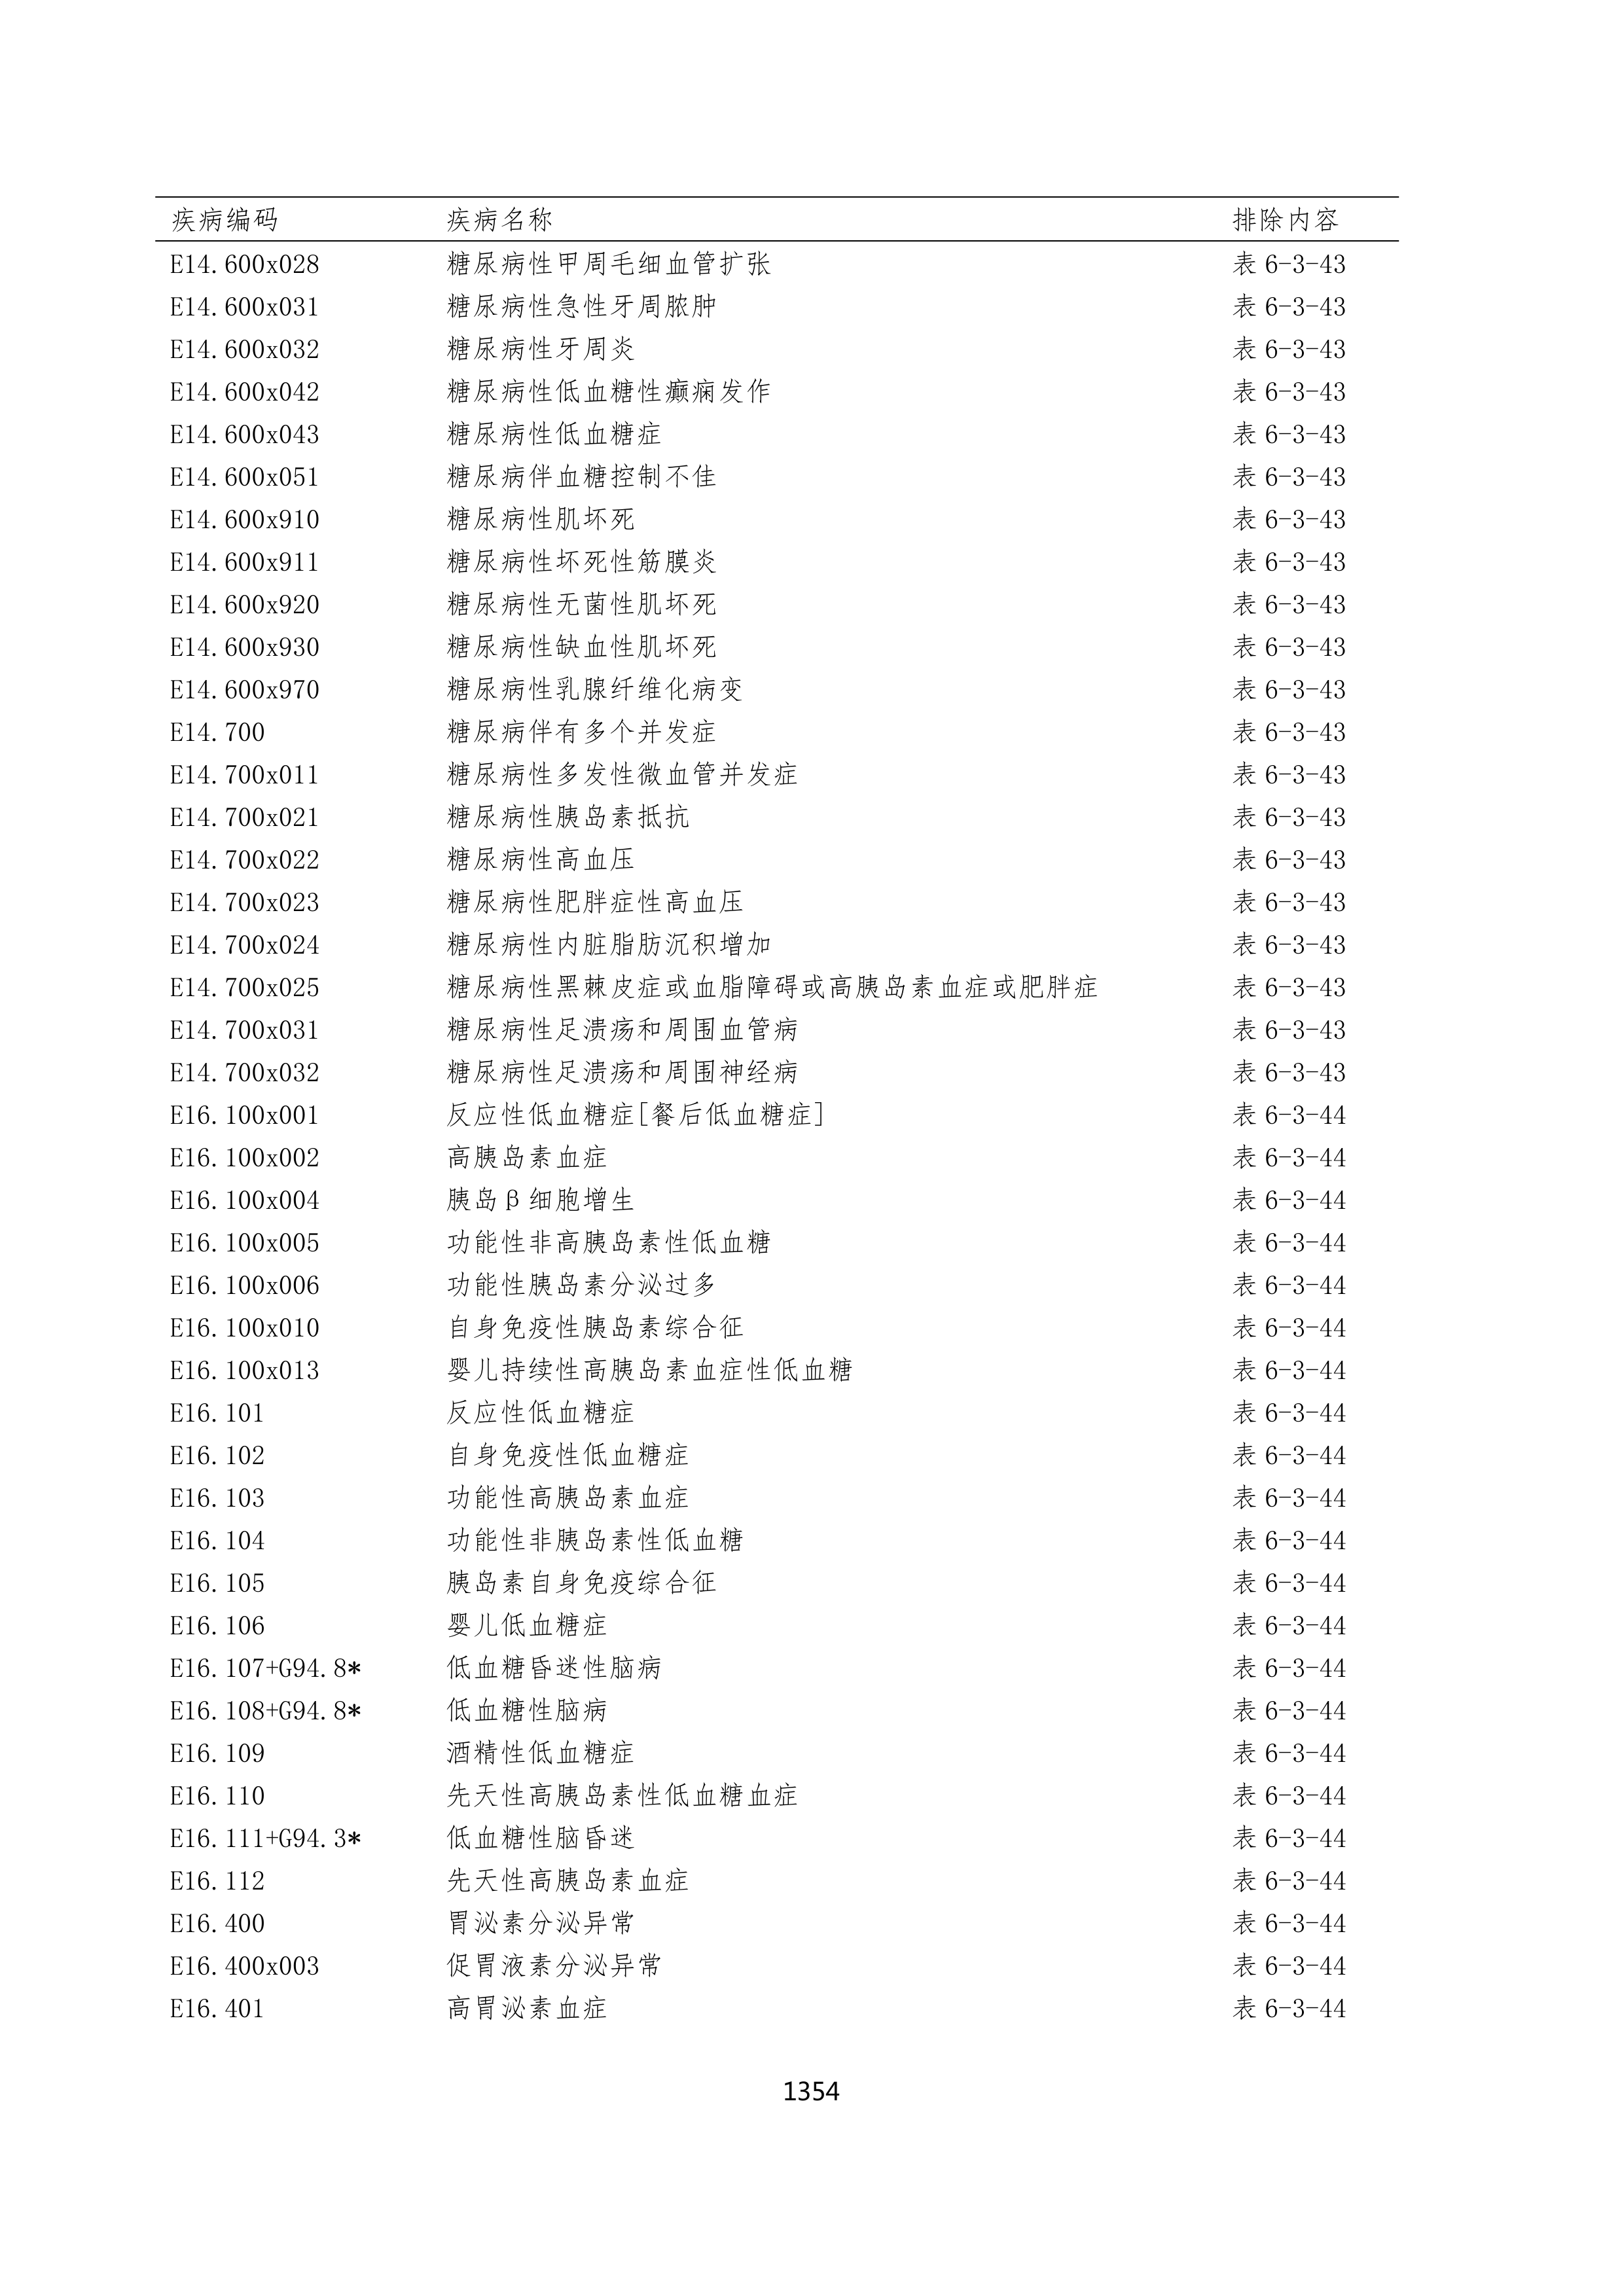 疾病编码 疾病名称 排除内容
E14.600x028 糖尿病性甲周毛细血管扩张 表 6-3-43
E14.600x031 糖尿病性急性牙周脓肿 表 6-3-43
E14.600x032 糖尿病性牙周炎 表 6-3-43
E14.600x042 糖尿病性低血糖性癫痫发作 表 6-3-43
E14.600x043 糖尿病性低血糖症 表 6-3-43
E14.600x051 糖尿病伴血糖控制不佳 表 6-3-43
E14.600x910 糖尿病性肌坏死 表 6-3-43
E14.600x911 糖尿病性坏死性筋膜炎 表 6-3-43
E14.600x920 糖尿病性无菌性肌坏死 表 6-3-43
E14.600x930 糖尿病性缺血性肌坏死 表 6-3-43
E14.600x970 糖尿病性乳腺纤维化病变 表 6-3-43
E14.700 糖尿病伴有多个并发症 表 6-3-43
E14.700x011 糖尿病性多发性微血管并发症 表 6-3-43
E14.700x021 糖尿病性胰岛素抵抗 表 6-3-43
E14.700x022 糖尿病性高血压 表 6-3-43
E14.700x023 糖尿病性肥胖症性高血压 表 6-3-43
E14.700x024 糖尿病性内脏脂肪沉积增加 表 6-3-43
E14.700x025 糖尿病性黑棘皮症或血脂障碍或高胰岛素血症或肥胖症 表 6-3-43
E14.700x031 糖尿病性足溃疡和周围血管病 表 6-3-43
E14.700x032 糖尿病性足溃疡和周围神经病 表 6-3-43
E16.100x001 反应性低血糖症[餐后低血糖症] 表 6-3-44
E16.100x002 高胰岛素血症 表 6-3-44
E16.100x004 胰岛β细胞增生 表 6-3-44
E16.100x005 功能性非高胰岛素性低血糖 表 6-3-44
E16.100x006 功能性胰岛素分泌过多 表 6-3-44
E16.100x010 自身免疫性胰岛素综合征 表 6-3-44
E16.100x013 婴儿持续性高胰岛素血症性低血糖 表 6-3-44
E16.101 反应性低血糖症 表 6-3-44
E16.102 自身免疫性低血糖症 表 6-3-44
E16.103 功能性高胰岛素血症 表 6-3-44
E16.104 功能性非胰岛素性低血糖 表 6-3-44
E16.105 胰岛素自身免疫综合征 表 6-3-44
E16.106 婴儿低血糖症 表 6-3-44
E16.107+G94.8* 低血糖昏迷性脑病 表 6-3-44
E16.108+G94.8* 低血糖性脑病 表 6-3-44
E16.109 酒精性低血糖症 表 6-3-44
E16.110 先天性高胰岛素性低血糖血症 表 6-3-44
E16.111+G94.3* 低血糖性脑昏迷 表 6-3-44
E16.112 先天性高胰岛素血症 表 6-3-44
E16.400 胃泌素分泌异常 表 6-3-44
E16.400x003 促胃液素分泌异常 表 6-3-44
E16.401 高胃泌素血症 表 6-3-44
1354